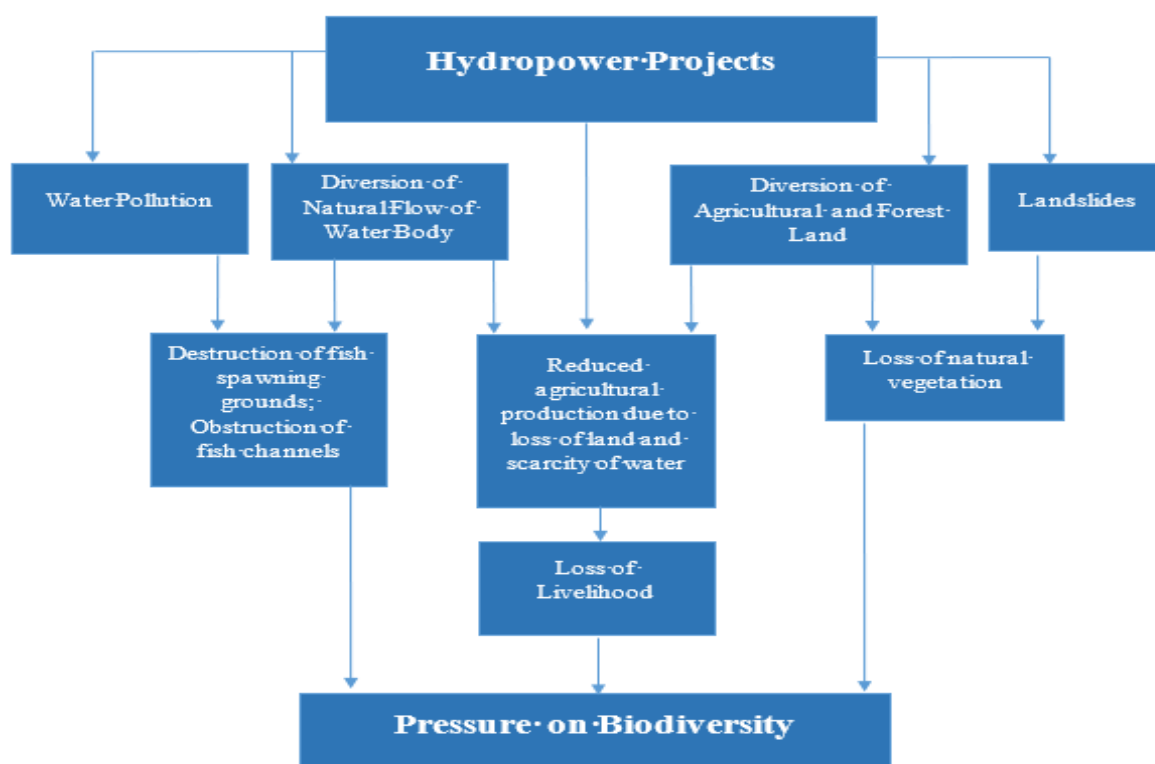 Hydropower Projects
Water Pollution
Diversion of
Natural Flow of
Water Body
Diversion of
Agricultural and Forest
Land
Landslides
Destruction of fish
spawning
grounds;
Obstruction of
fish channels
Reduced
agricultural
production due to
loss of land and
scarcity of water
Loss of natural
vegetation
Loss of
Livelihood
Pressure on Biodiversity